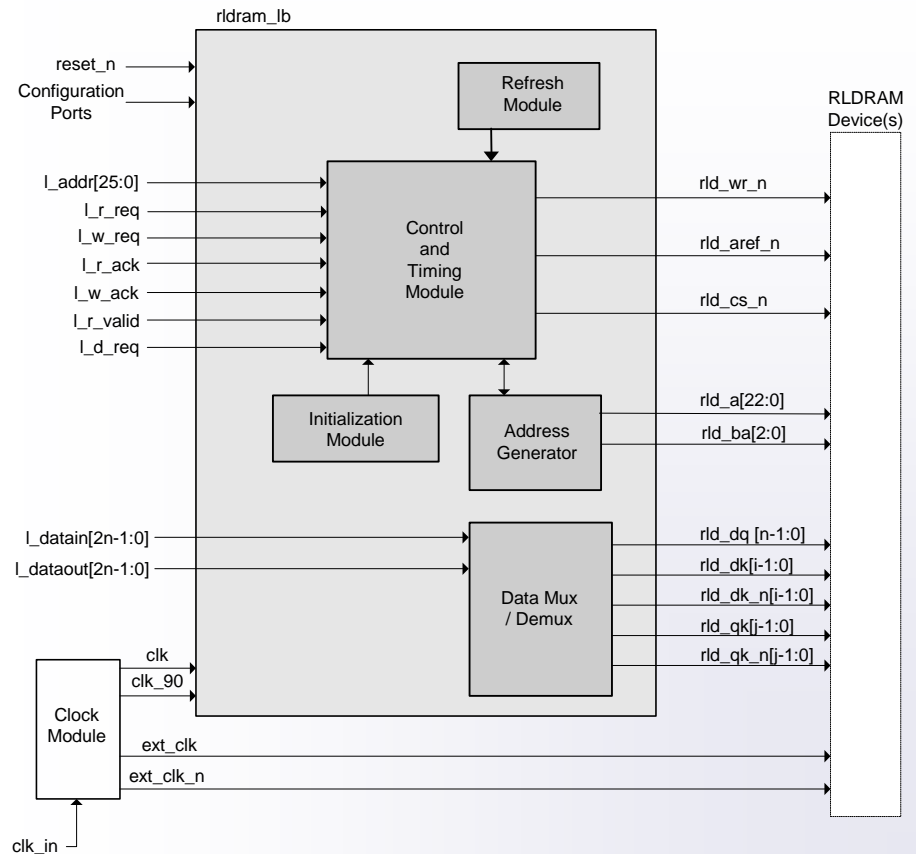 rldram_lb
reset_n
Configuration
Ports
Refresh
Module
RLDRAM
Device(s)
l_addr[25:0]
l_r_req
l_w_req
l_r_ack
l_w_ack
l_r_valid
l_d_req
Control
and
Timing
Module
rld_wr_n
rld_aref_n
rld_cs_n
Initialization
Module
Address
Generator
rld_a[22:0]
rld_ba[2:0]
l_datain[2n-1:0]
l_dataout[2n-1:0]
Data Mux
/ Demux
rld_dq [n-1:0]
rld_dk[i-1:0]
rld_dk_n[i-1:0]
rld_qk[j-1:0]
rld_qk_n[j-1:0]
Clock
Module
clk
clk_90
ext_clk
ext_clk_n
clk_in